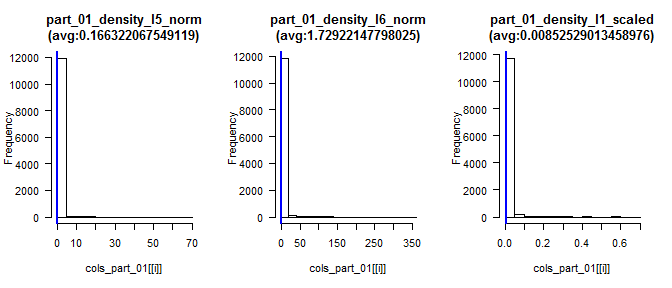 part_01_density_l5_norm
(avg:0.166322067549119)
Frequency
12000
10000
8000
6000
4000
2000
0
0 10 30 50 70
cols_part_01[[i]]
part_01_density_l6_norm
(avg:1.72922147798025)
Frequency
12000
10000
8000
6000
4000
2000
0
0 50 150 250 350
cols_part_01[[i]]
part_01_density_l1_scaled
(avg:0.00852529013458976)
Frequency
12000
10000
8000
6000
4000
2000
0
0.0 0.2 0.4 0.6
cols_part_01[[i]]